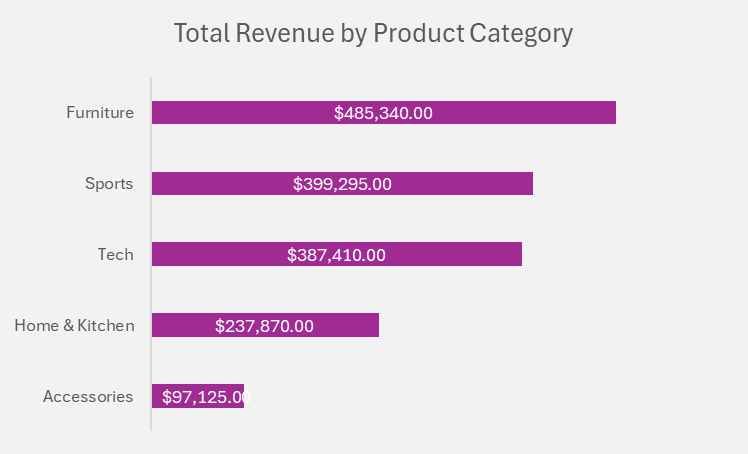 Total Revenue by Product Category
Furniture $485,340.00
Sports $399,295.00
Tech $387,410.00
Home & Kitchen $237,870.00
Accessories $97,125.00